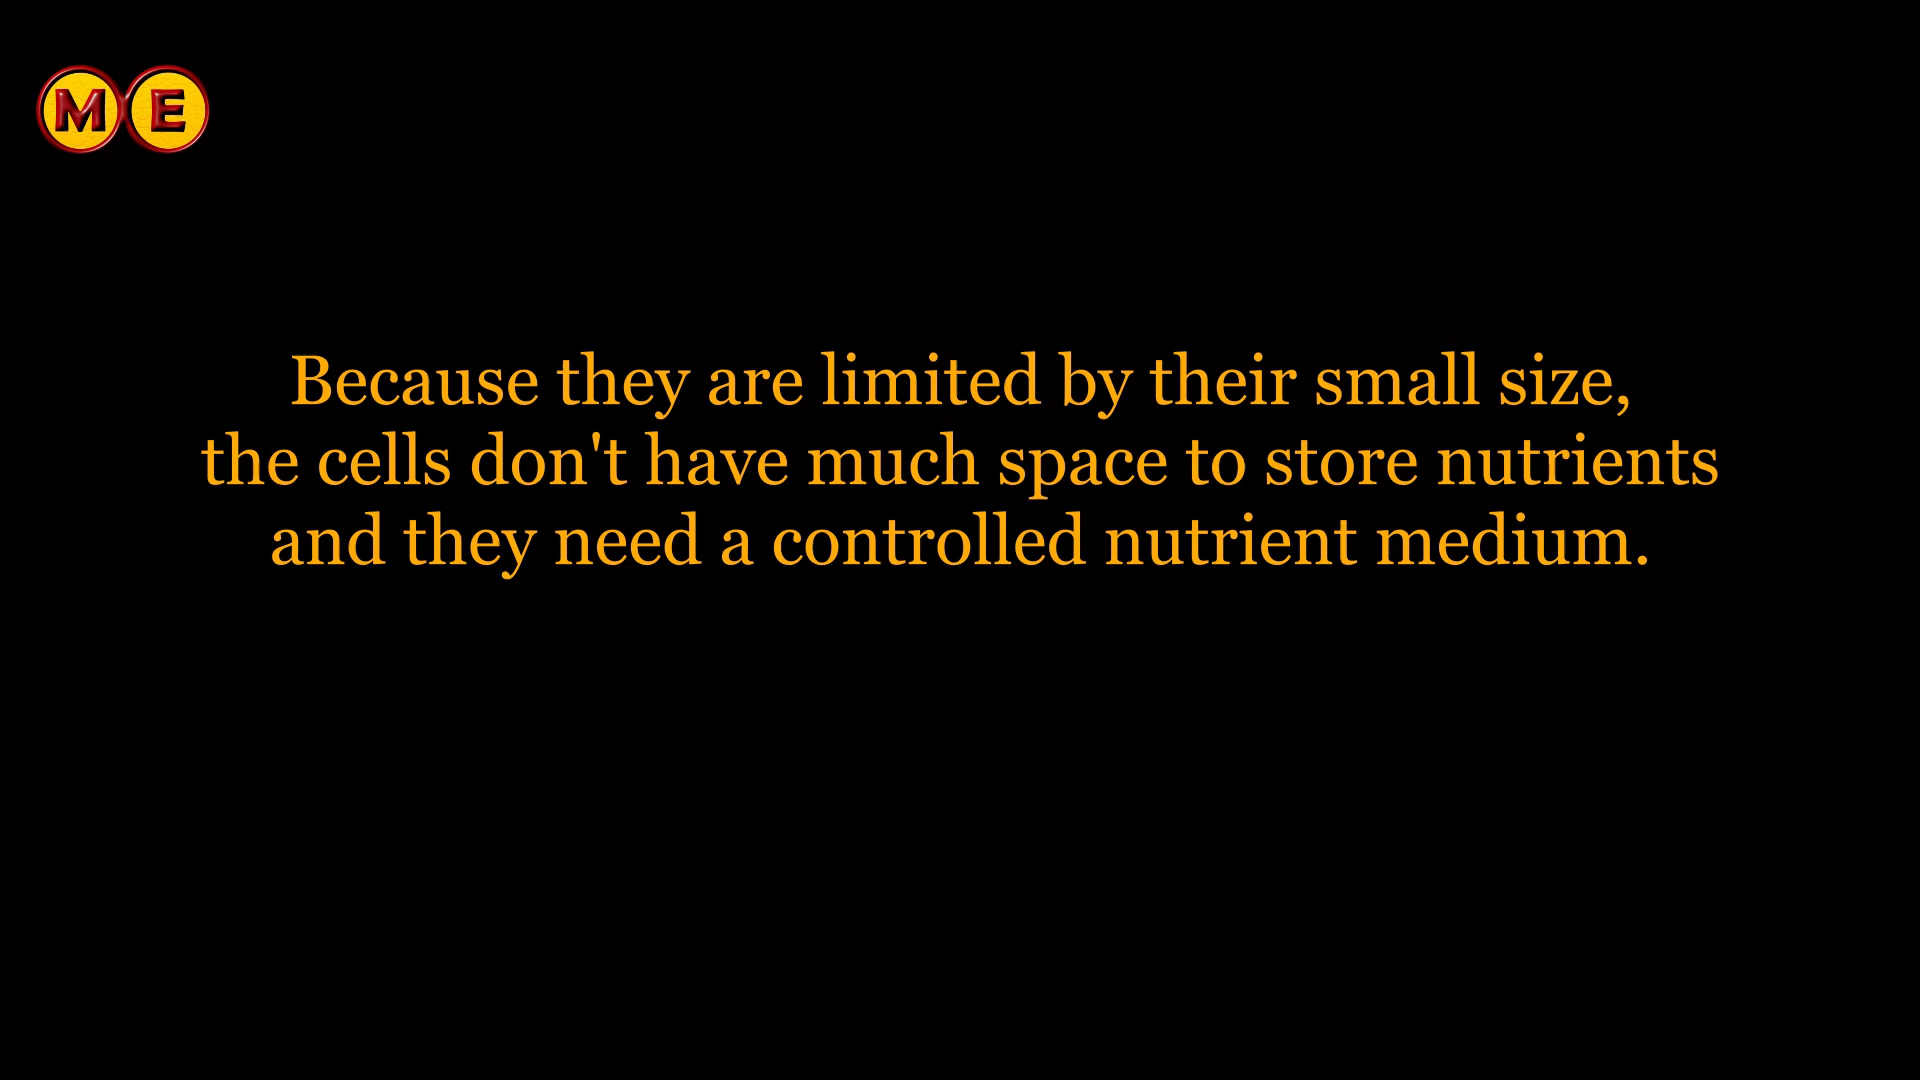 M E
Because they are limited by their small size,
the cells don't have much space to store nutrients
and they need a controlled nutrient medium.